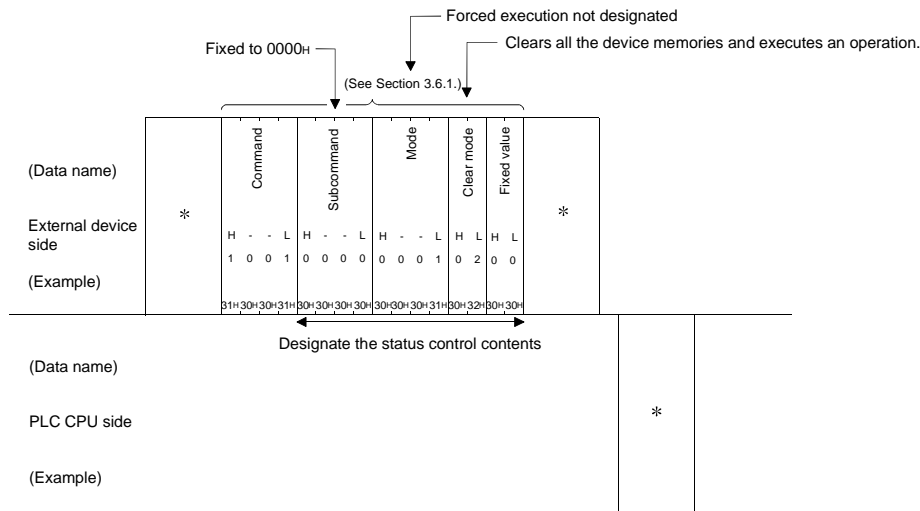 Forced execution not designated
Fixed to 0000H
Clears all the device memories and executes an operation.
(See Section 3.6.1.)
(Data name)
Command
Subcommand
Mode
Clear mode
Fixed value
*
*
External device
side
H - - L H - - L H - - L H L H L
1 0 0 1 0 0 0 0 0 0 0 1 0 2 0 0
(Example)
31H 30H 30H 31H 30H 30H 30H 30H 30H 30H 30H 31H 30H 32H 30H 30H
Designate the status control contents
(Data name)
PLC CPU side
*
(Example)